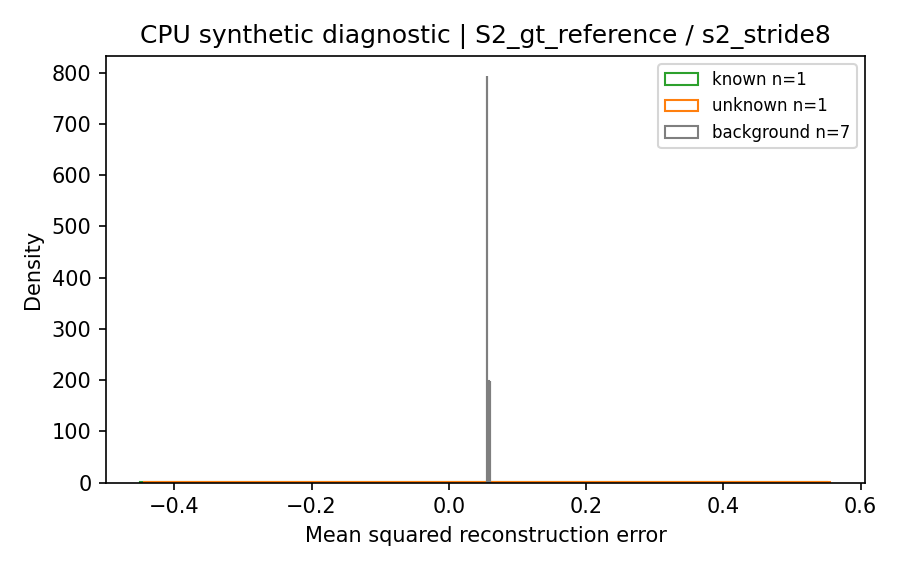 CPU synthetic diagnostic | S2_gt_reference / s2_stride8
known n=1
unknown n=1
background n=7
Density
800
700
600
500
400
300
200
100
0
−0.4
−0.2
0.0
0.2
0.4
0.6
Mean squared reconstruction error